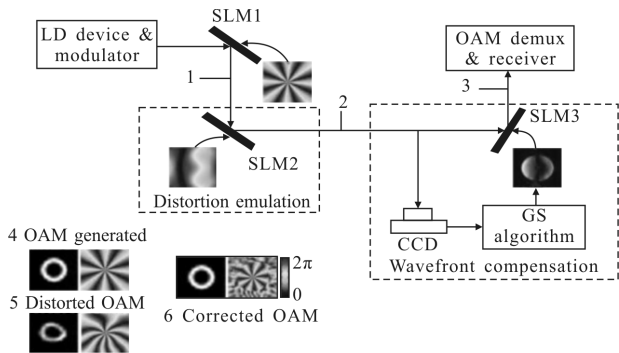 SLM1
LD device &
modulator
OAM demux
& receiver
1
3
2
SLM3
SLM2
Distortion emulation
CCD
GS
algorithm
Wavefront compensation
4 OAM generated
5 Distorted OAM
2π
0
6 Corrected OAM